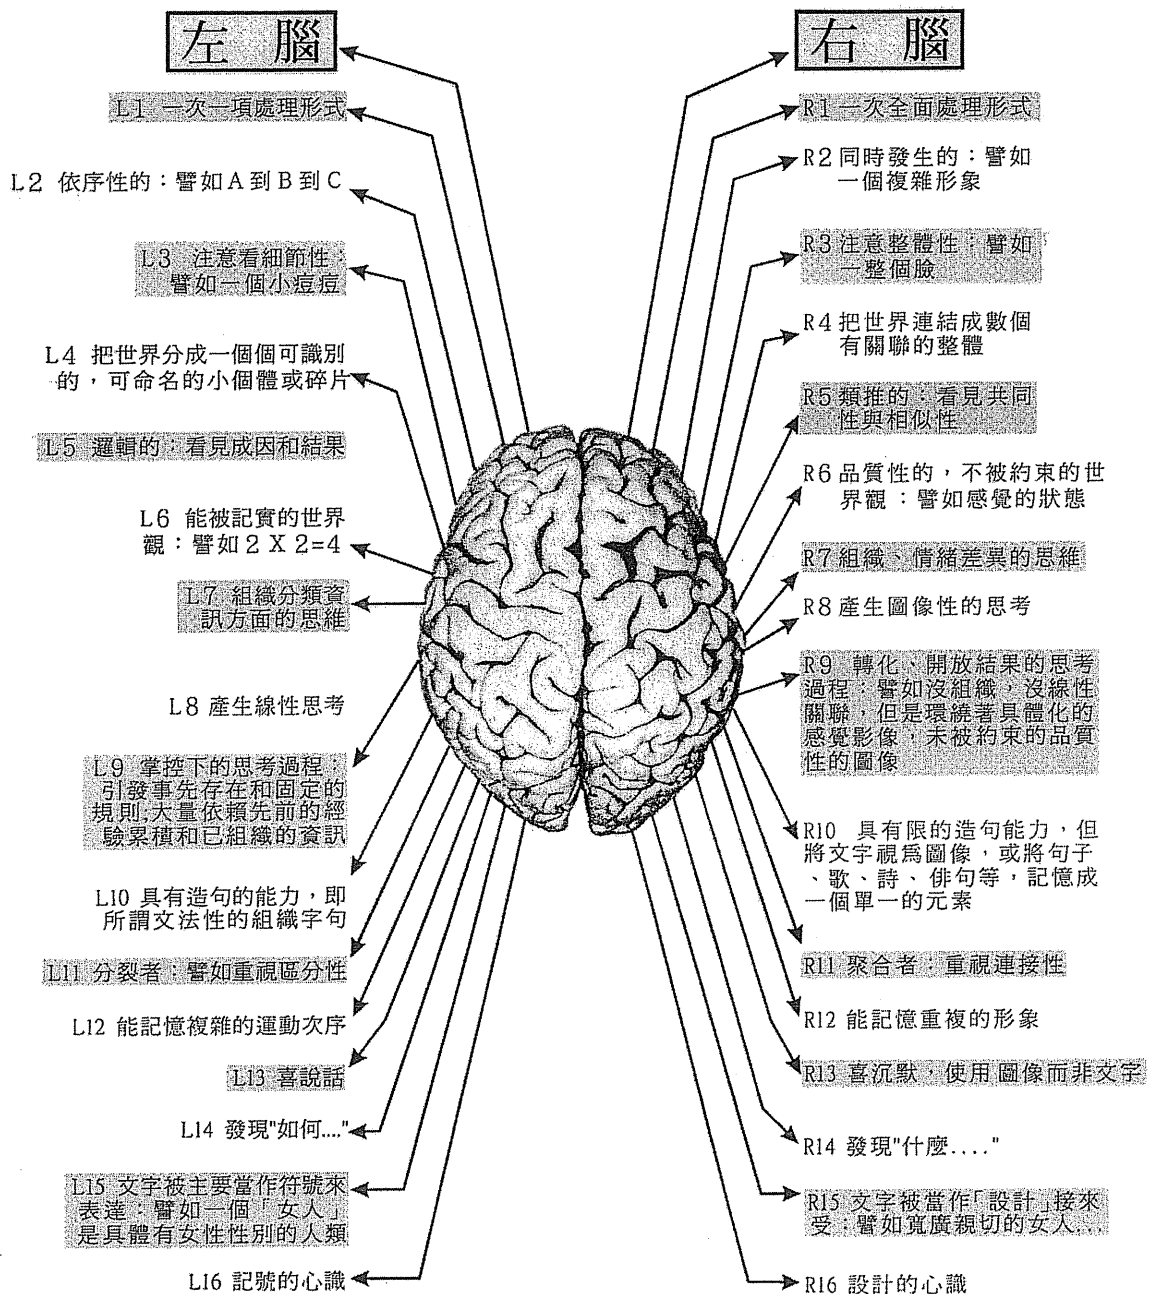 左 腦
L1 一次一項處理形式
L2 依序性的：譬如A到B到C
L3 注意看細節性：
譬如一個小痘痘
L4 把世界分成一個個可識別
的，可命名的小個體或碎片
L5 邏輯的：看見成因和結果
L6 能被記實的世界
觀：譬如2 X 2=4
L7 組織分類資
訊方面的思維
L8 產生線性思考
L9 掌控下的思考過程：
引發事先存在和固定的
規則;大量依賴先前的經
驗累積和已組織的資訊
L10 具有造句的能力，即
所謂文法性的組織字句
L11 分裂者：譬如重視區分性
L12 能記憶複雜的運動次序
L13 喜說話
L14 發現"如何...."
L15 文字被主要當作符號來
表達：譬如一個「女人」
是具體有女性性別的人類
L16 記號的心識
右 腦
R1 一次全面處理形式
R2 同時發生的：譬如
一個複雜形象
R3 注意整體性：譬如
一整個臉
R4 把世界連結成數個
有關聯的整體
R5 類推的：看見共同
性與相似性
R6 品質性的，不被約束的世
界觀：譬如感覺的狀態
R7 組織、情緒差異的思維
R8 產生圖像性的思考
R9 轉化、開放結果的思考
過程：譬如沒組織，沒線性
關聯，但是環繞著具體化的
感覺影像，未被約束的品質
性的圖像
R10 具有限的造句能力，但
將文字視爲圖像，或將句子
、歌、詩、俳句等，記憶成
一個單一的元素
R11 聚合者：重視連接性
R12 能記憶重複的形象
R13 喜沉默，使用圖像而非文字
R14 發現"什麼...."
R15 文字被當作「設計」接來
受：譬如寬廣親切的女人...
R16 設計的心識